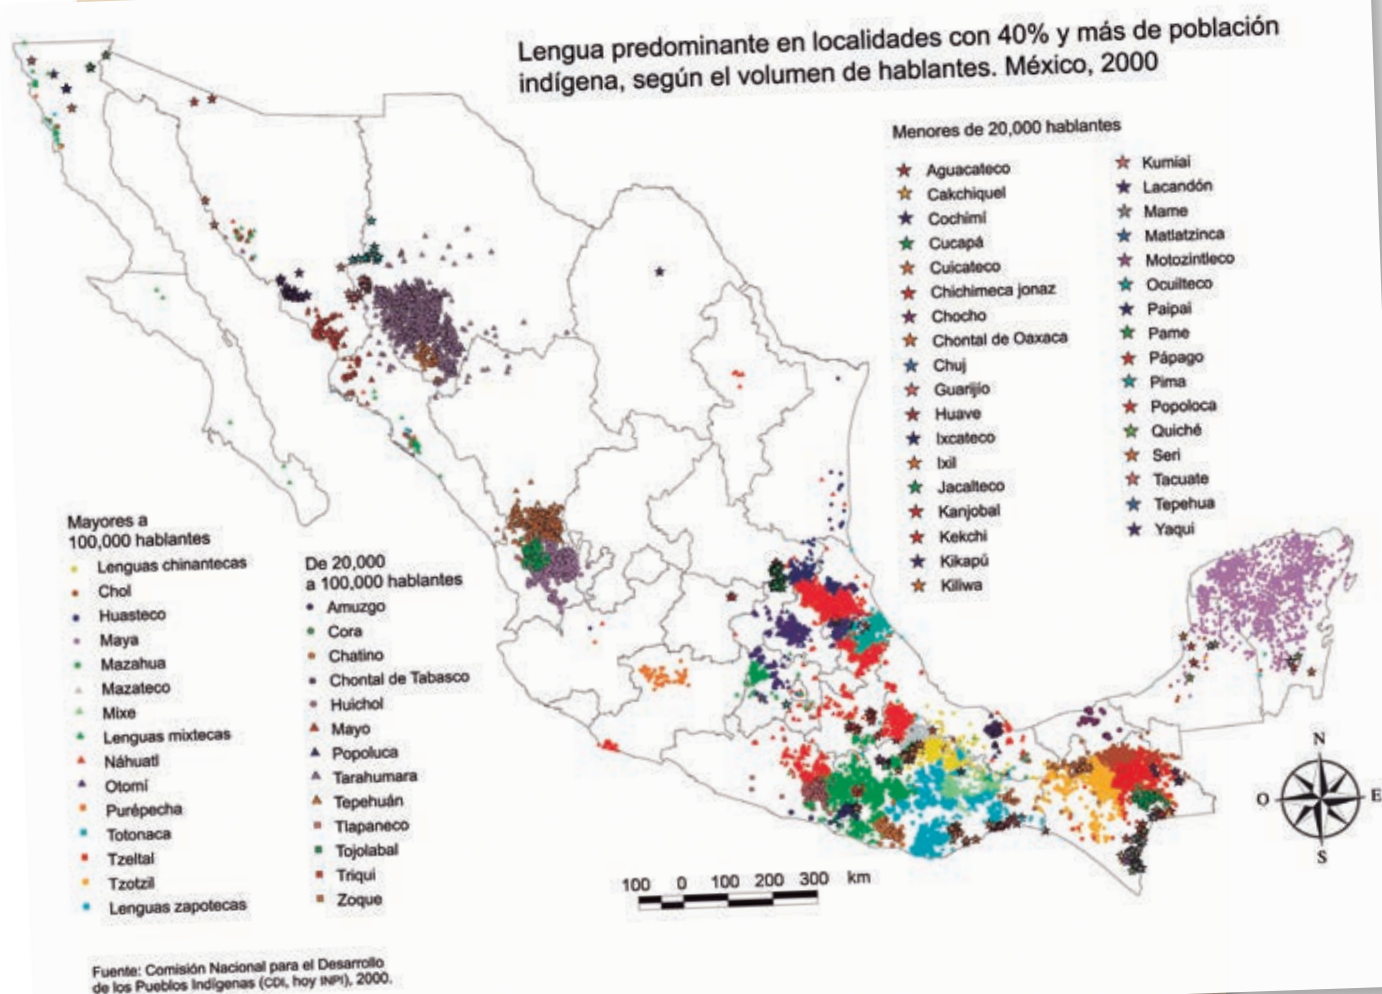 Lengua predominante en localidades con 40% y más de población
indígena, según el volumen de hablantes. México, 2000
Menores de 20,000 hablantes
Aguacateco
Cakchiquel
Cochimí
Cucapá
Cuicateco
Chichimeca jonaz
Chocho
Chontal de Oaxaca
Chuj
Guarijío
Huave
Ixcateco
Ixil
Jacalteco
Kanjobal
Kekchi
Kikapú
Kiliwa
Kumiai
Lacandón
Mame
Matlatzinca
Motozintleco
Ocuilteco
Paipai
Pame
Pápago
Pima
Popoloca
Quiché
Seri
Tacuate
Tepehua
Yaqui
Mayores a
100,000 hablantes
Lenguas chinantecas
Chol
Huasteco
Maya
Mazahua
Mazateco
Mixe
Lenguas mixtecas
Náhuatl
Otomí
Purépecha
Totonaca
Tzeltal
Tzotzil
Lenguas zapotecas
De 20,000
a 100,000 hablantes
Amuzgo
Cora
Chatino
Chontal de Tabasco
Huichol
Mayo
Popoluca
Tarahumara
Tepehuán
Tlapaneco
Tojolabal
Triqui
Zoque
N
O
E
S
100 0 100 200 300 km
Fuente: Comisión Nacional para el Desarrollo
de los Pueblos Indígenas (CDI, hoy INPI), 2000.